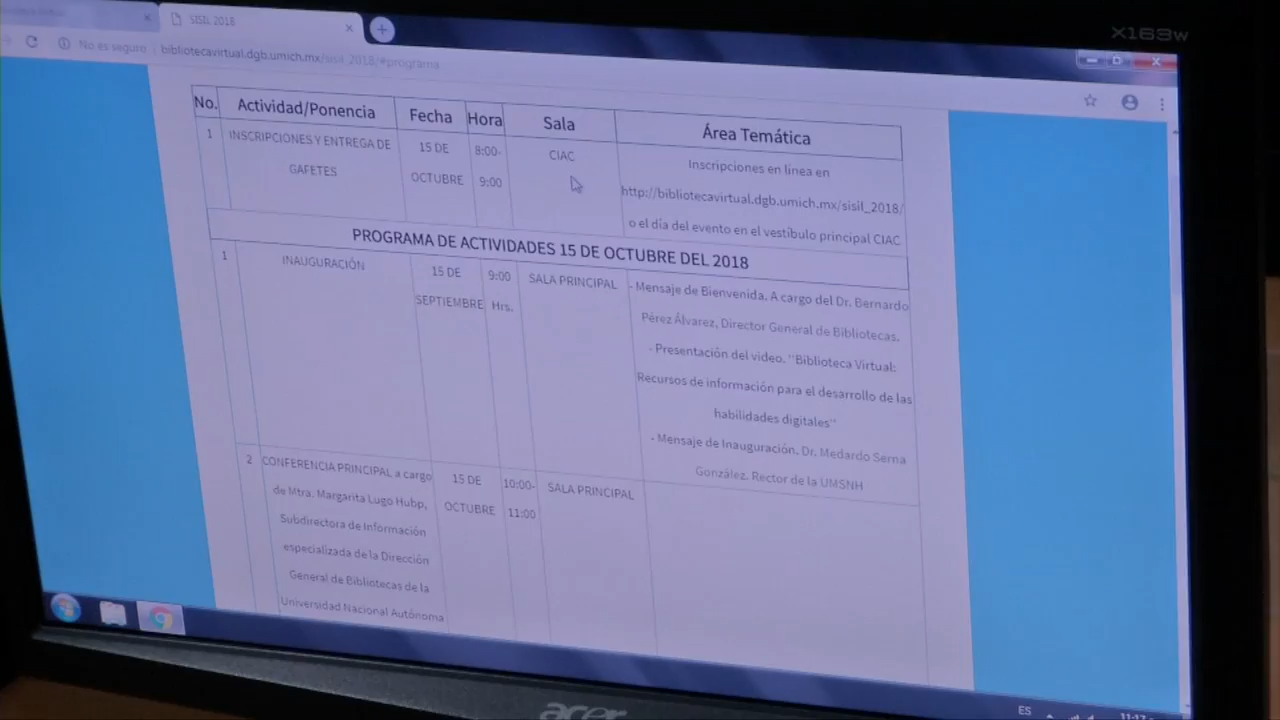 X163w
SISIL 2018
No es seguro bibliotecavirtual.dgb.umich.mx/sisil_2018/#programa
No. Actividad/Ponencia Fecha Hora Sala Área Temática
1 INSCRIPCIONES Y ENTREGA DE GAFETES
15 DE OCTUBRE
8:00-
9:00
CIAC
Inscripciones en línea en
http://bibliotecavirtual.dgb.umich.mx/sisil_2018/
o el día del evento en el vestíbulo principal CIAC
PROGRAMA DE ACTIVIDADES 15 DE OCTUBRE DEL 2018
1 INAUGURACIÓN
15 DE
SEPTIEMBRE
9:00
Hrs.
SALA PRINCIPAL
- Mensaje de Bienvenida. A cargo del Dr. Bernardo
Pérez Álvarez, Director General de Bibliotecas.
- Presentación del video. "Biblioteca Virtual:
Recursos de información para el desarrollo de las
habilidades digitales"
- Mensaje de Inauguración. Dr. Medardo Serna
González. Rector de la UMSNH
2 CONFERENCIA PRINCIPAL a cargo
de Mtra. Margarita Lugo Hubp,
Subdirectora de Información
especializada de la Dirección
General de Bibliotecas de la
Universidad Nacional Autónoma
15 DE
OCTUBRE
10:00-
11:00
SALA PRINCIPAL
ES
11:17
acer